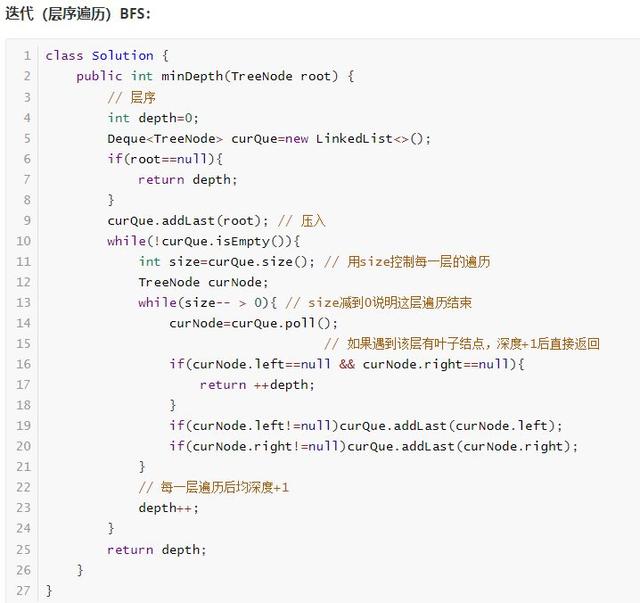 迭代（层序遍历）BFS：
1 class Solution {
2     public int minDepth(TreeNode root) {
3         // 层序
4         int depth=0;
5         Deque<TreeNode> curQue=new LinkedList<>();
6         if(root==null){
7             return depth;
8         }
9         curQue.addLast(root); // 压入
10         while(!curQue.isEmpty()){
11             int size=curQue.size(); // 用size控制每一层的遍历
12             TreeNode curNode;
13             while(size-- > 0){ // size减到0说明这层遍历结束
14                 curNode=curQue.poll();
15                                     // 如果遇到该层有叶子结点，深度+1后直接返回
16                 if(curNode.left==null && curNode.right==null){
17                     return ++depth;
18                 }
19                 if(curNode.left!=null)curQue.addLast(curNode.left);
20                 if(curNode.right!=null)curQue.addLast(curNode.right);
21             }
22             // 每一层遍历后均深度+1
23             depth++;
24         }
25         return depth;
26     }
27 }